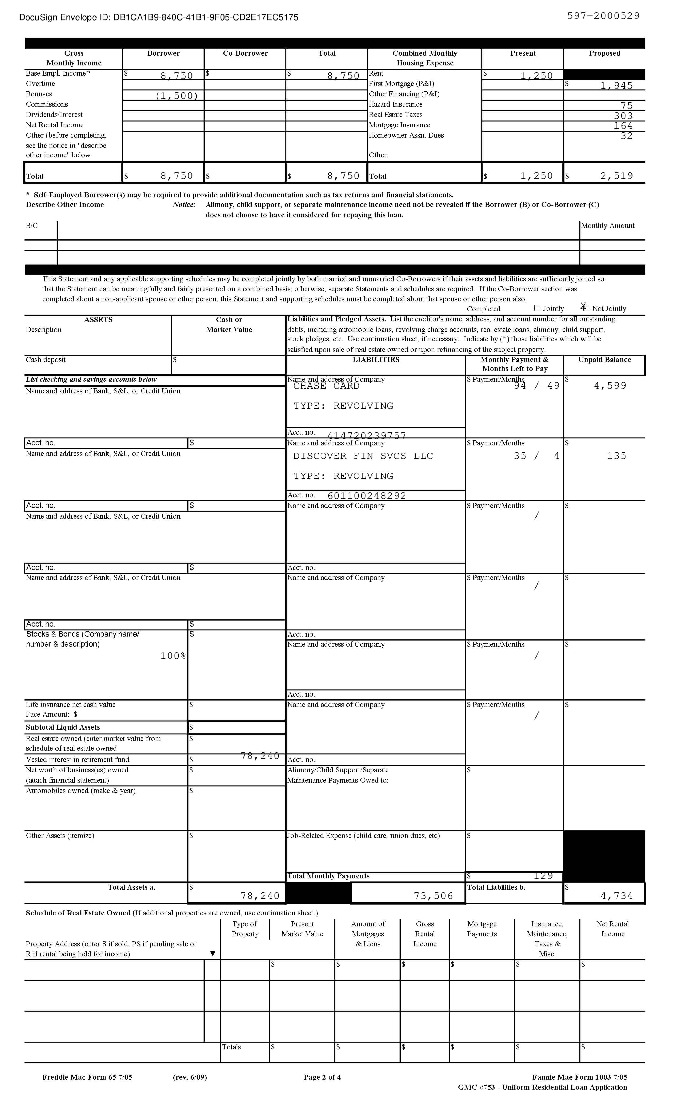 DocuSign Envelope ID: DB1CA1B9-840C-41B1-9F05-CD2E17EC5175
597-2000529
Gross Monthly Income Borrower Co-Borrower Total Combined Monthly Housing Expense Present Proposed
Base Empl. Income* $ 8,750 $ $ 8,750 Rent $ 1,250
Overtime First Mortgage (P&I) $ 1,945
Bonuses (1,500) Other Financing (P&I)
Commissions Hazard Insurance 75
Dividends/Interest Real Estate Taxes 303
Net Rental Income Mortgage Insurance 164
Other (before completing, Homeowner Assn. Dues 32
see the notice in "describe
other income" below Other:
Total $ 8,750 $ $ 8,750 Total $ 1,250 $ 2,519
* Self Employed Borrower(s) may be required to provide additional documentation such as tax returns and financial statements.
Describe Other Income Notice: Alimony, child support, or separate maintenance income need not be revealed if the Borrower (B) or Co-Borrower (C)
does not choose to have it considered for repaying this loan.
B/C Monthly Amount
This Statement and any applicable supporting schedules may be completed jointly by both married and unmarried Co-Borrowers if their assets and liabilities are sufficiently joined so
that the Statement can be meaningfully and fairly presented on a combined basis; otherwise, separate Statements and schedules are required. If the Co-Borrower section was
completed about a non-applicant spouse or other person, this Statement and supporting schedules must be completed about that spouse or other person also.
Completed Jointly ¥ Not Jointly
ASSETS Cash or Market Value
Description
Liabilities and Pledged Assets. List the creditor's name, address, and account number for all outstanding
debts, including automobile loans, revolving charge accounts, real estate loans, alimony, child support,
stock pledges, etc. Use continuation sheet, if necessary. Indicate by (*) those liabilities which will be
satisfied upon sale of real estate owned or upon refinancing of the subject property.
Cash deposit $ LIABILITIES Monthly Payment & Months Left to Pay Unpaid Balance
List checking and savings accounts below Name and address of Company $ Payment/Months $
Name and address of Bank, S&L, or Credit Union CHASE CARD 94 / 49 4,599
TYPE: REVOLVING
Acct. no. 414720239757
Acct. no. $ Name and address of Company $ Payment/Months $
Name and address of Bank, S&L, or Credit Union DISCOVER FIN SVCS LLC 35 / 4 135
TYPE: REVOLVING
Acct. no. 601100248292
Acct. no. $ Name and address of Company $ Payment/Months $
Name and address of Bank, S&L, or Credit Union /
Acct. no. $ Acct. no.
Name and address of Bank, S&L, or Credit Union Name and address of Company $ Payment/Months $
/
Acct. no. $
Stocks & Bonds (Company name/ $ Acct. no.
number & description) Name and address of Company $ Payment/Months $
100% /
Acct. no.
Life insurance net cash value $ Name and address of Company $ Payment/Months $
Face Amount: $ /
Subtotal Liquid Assets $
Real estate owned (enter market value from $
schedule of real estate owned
Vested interest in retirement fund $ 78,240 Acct. no.
Net worth of business(es) owned $ Alimony/Child Support/Separate $
(attach financial statement) Maintenance Payments Owed to:
Automobiles owned (make & year) $
Other Assets (itemize) $ Job-Related Expense (child care, union dues, etc) $
Total Monthly Payments $ 129
Total Assets a. $ 78,240 73,506 Total Liabilities b. $ 4,734
Schedule of Real Estate Owned (If additional properties are owned, use continuation sheet.)
Property Address (enter S if sold, PS if pending sale or R if rental being held for income) ▼ Type of Property Present Market Value Amount of Mortgages & Liens Gross Rental Income Mortgage Payments Insurance, Maintenance, Taxes & Misc. Net Rental Income
$ $ $ $ $ $
Totals $ $ $ $ $ $
Freddie Mac Form 65 7/05 (rev. 6/09) Page 2 of 4 Fannie Mae Form 1003 7/05
GMC #753 - Uniform Residential Loan Application